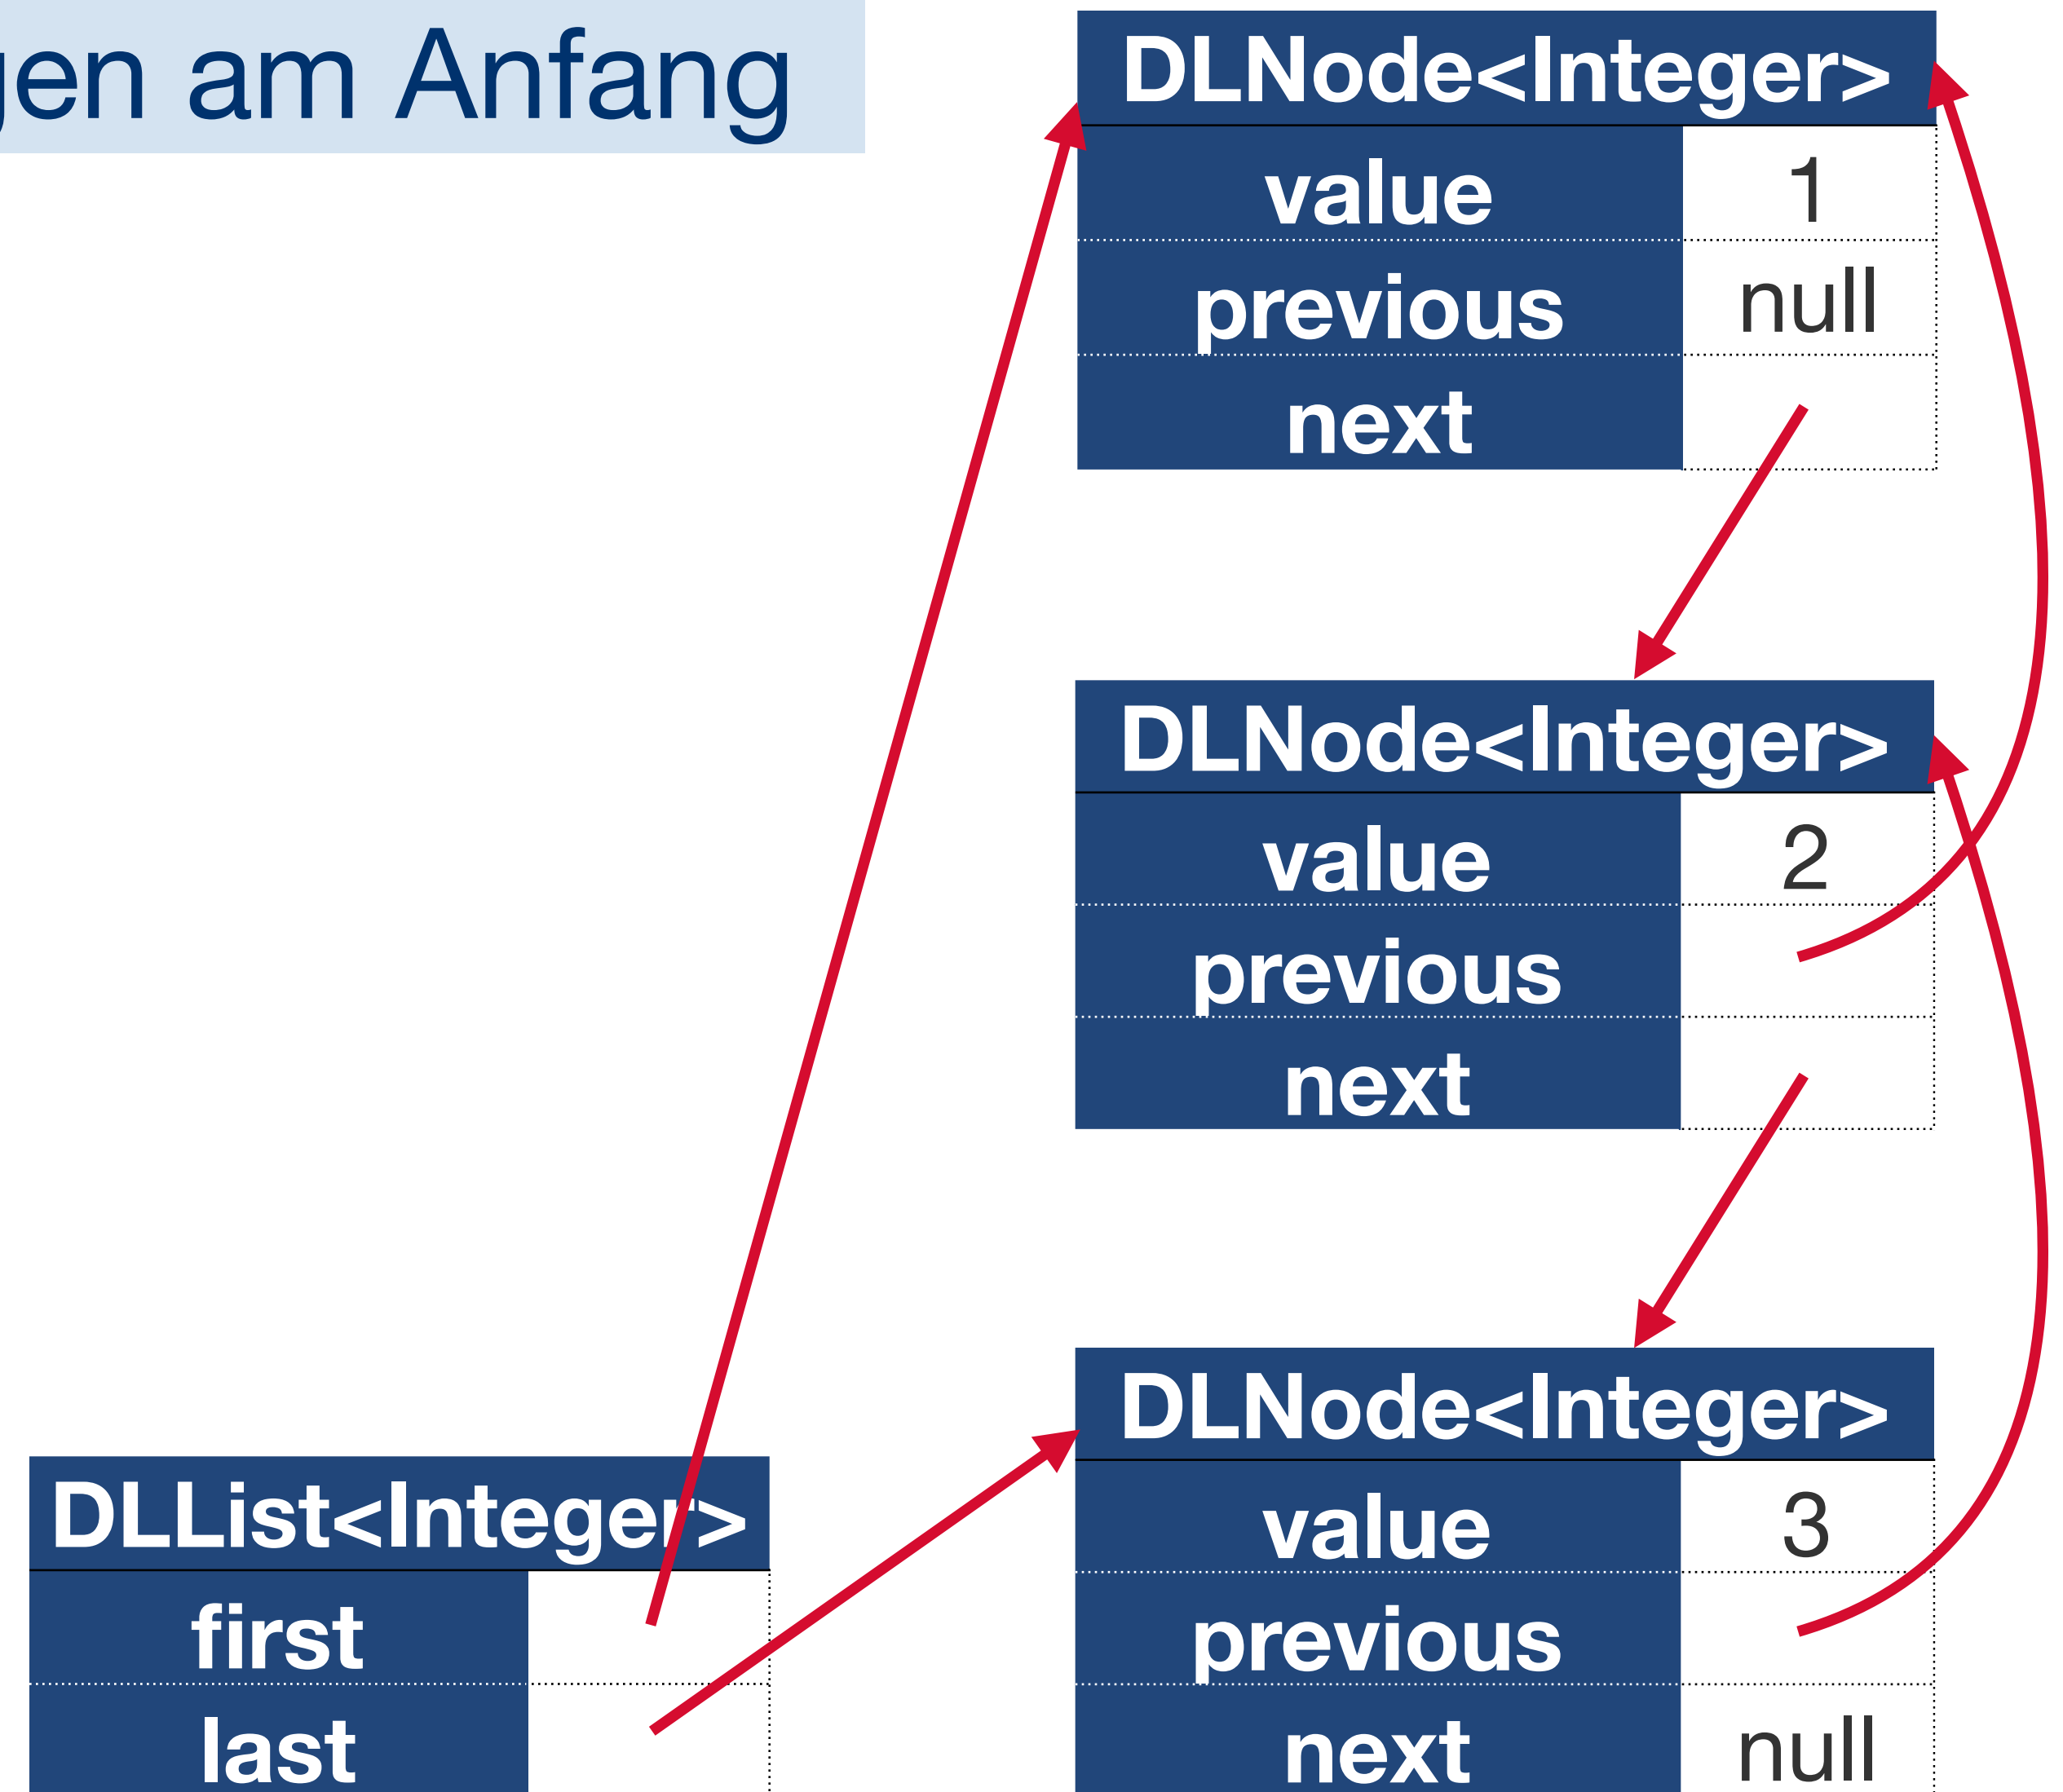 en am Anfang
DLNode<Integer>
value 1
previous null
next
DLNode<Integer>
value 2
previous
next
DLNode<Integer>
value 3
previous
next null
DLList<Integer>
first
last